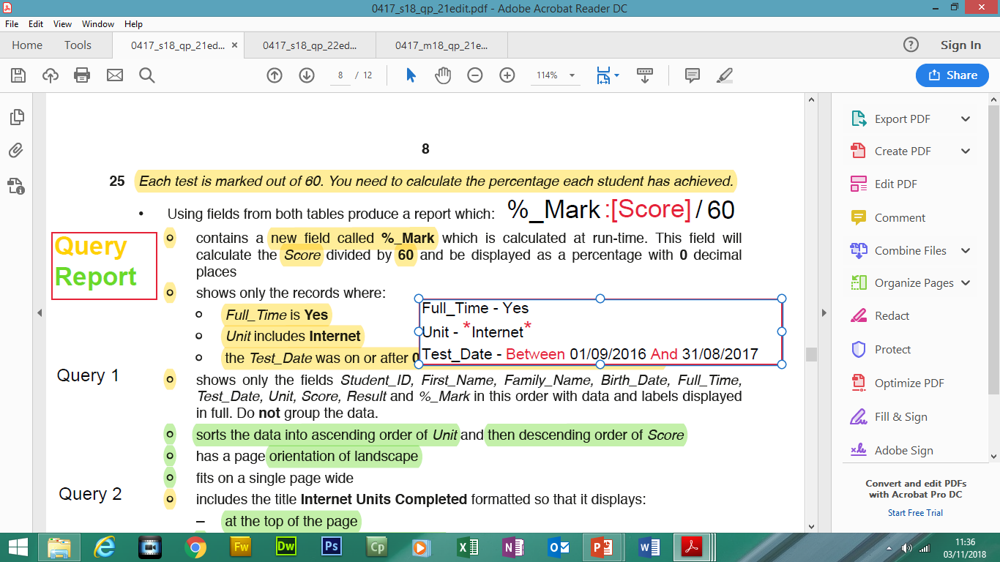 0417_s18_qp_21edit.pdf - Adobe Acrobat Reader DC
File Edit View Window Help
Home Tools 0417_s18_qp_21ed... × 0417_s18_qp_22ed... 0417_m18_qp_21e... Sign In
8 / 12 114% Share
8
25 Each test is marked out of 60. You need to calculate the percentage each student has achieved.
%_Mark:[Score]/60
• Using fields from both tables produce a report which:
Query
Report
contains a new field called %_Mark which is calculated at run-time. This field will
calculate the Score divided by 60 and be displayed as a percentage with 0 decimal
places
shows only the records where:
Full_Time is Yes
Unit includes Internet
the Test_Date was on or after 0
Full_Time - Yes
Unit - *Internet*
Test_Date - Between 01/09/2016 And 31/08/2017
Query 1
shows only the fields Student_ID, First_Name, Family_Name, Birth_Date, Full_Time,
Test_Date, Unit, Score, Result and %_Mark in this order with data and labels displayed
in full. Do not group the data.
sorts the data into ascending order of Unit and then descending order of Score
has a page orientation of landscape
fits on a single page wide
Query 2
includes the title Internet Units Completed formatted so that it displays:
– at the top of the page
Export PDF
Create PDF
Edit PDF
Comment
Combine Files
Organize Pages
Redact
Protect
Optimize PDF
Fill & Sign
Adobe Sign
Convert and edit PDFs
with Acrobat Pro DC
Start Free Trial
Fw Dw Ps Cp
11:36
03/11/2018